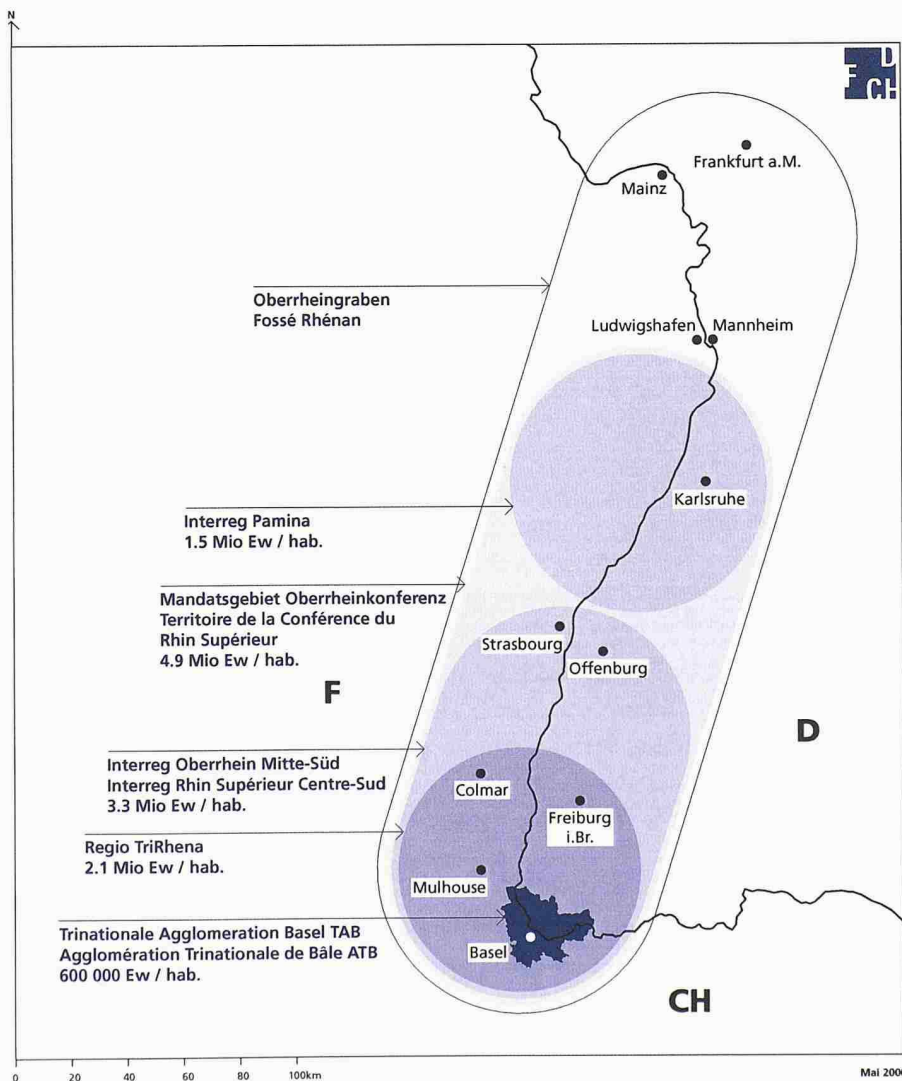 N
F
D
CH
Frankfurt a.M.
Mainz
Oberrheingraben
Fossé Rhénan
Ludwigshafen
Mannheim
Karlsruhe
Interreg Pamina
1.5 Mio Ew / hab.
Mandatsgebiet Oberrheinkonferenz
Territoire de la Conférence du
Rhin Supérieur
4.9 Mio Ew / hab.
Strasbourg
Offenburg
F
D
Interreg Oberrhein Mitte-Süd
Interreg Rhin Supérieur Centre-Sud
3.3 Mio Ew / hab.
Colmar
Freiburg
i.Br.
Regio TriRhena
2.1 Mio Ew / hab.
Mulhouse
Trinationale Agglomeration Basel TAB
Agglomération Trinationale de Bâle ATB
600 000 Ew / hab.
Basel
CH
0 20 40 60 80 100km
Mai